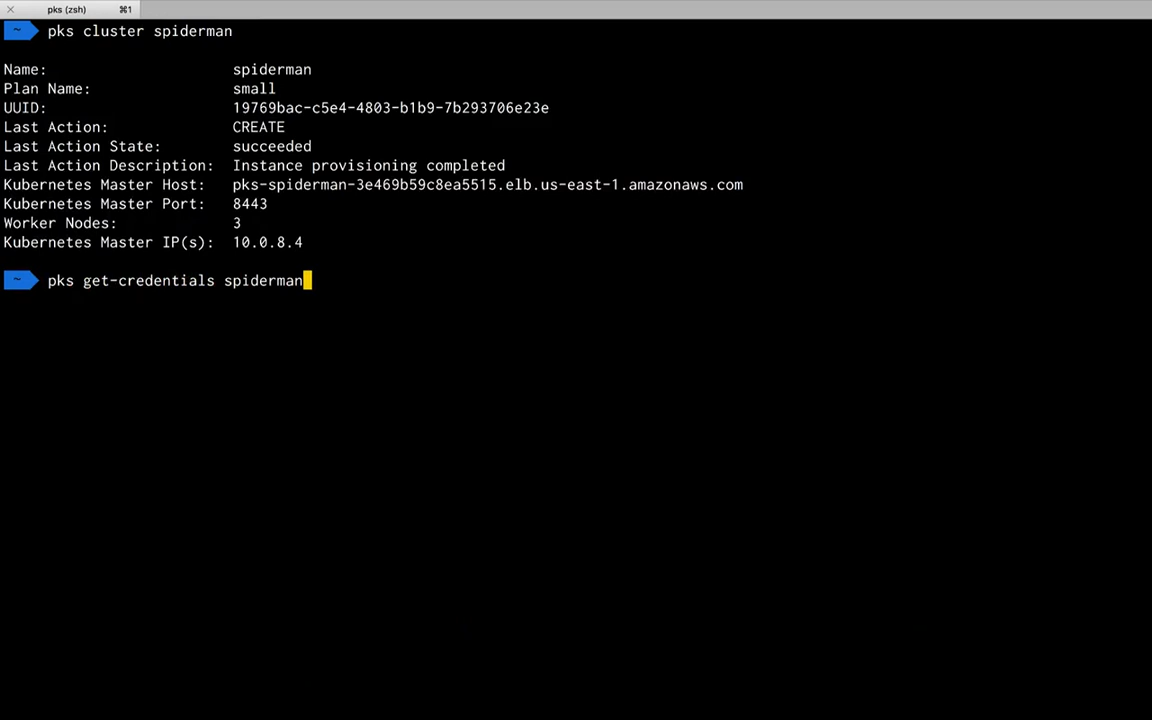 pks (zsh) ⌘1
~ pks cluster spiderman
Name: spiderman
Plan Name: small
UUID: 19769bac-c5e4-4803-b1b9-7b293706e23e
Last Action: CREATE
Last Action State: succeeded
Last Action Description: Instance provisioning completed
Kubernetes Master Host: pks-spiderman-3e469b59c8ea5515.elb.us-east-1.amazonaws.com
Kubernetes Master Port: 8443
Worker Nodes: 3
Kubernetes Master IP(s): 10.0.8.4
~ pks get-credentials spiderman